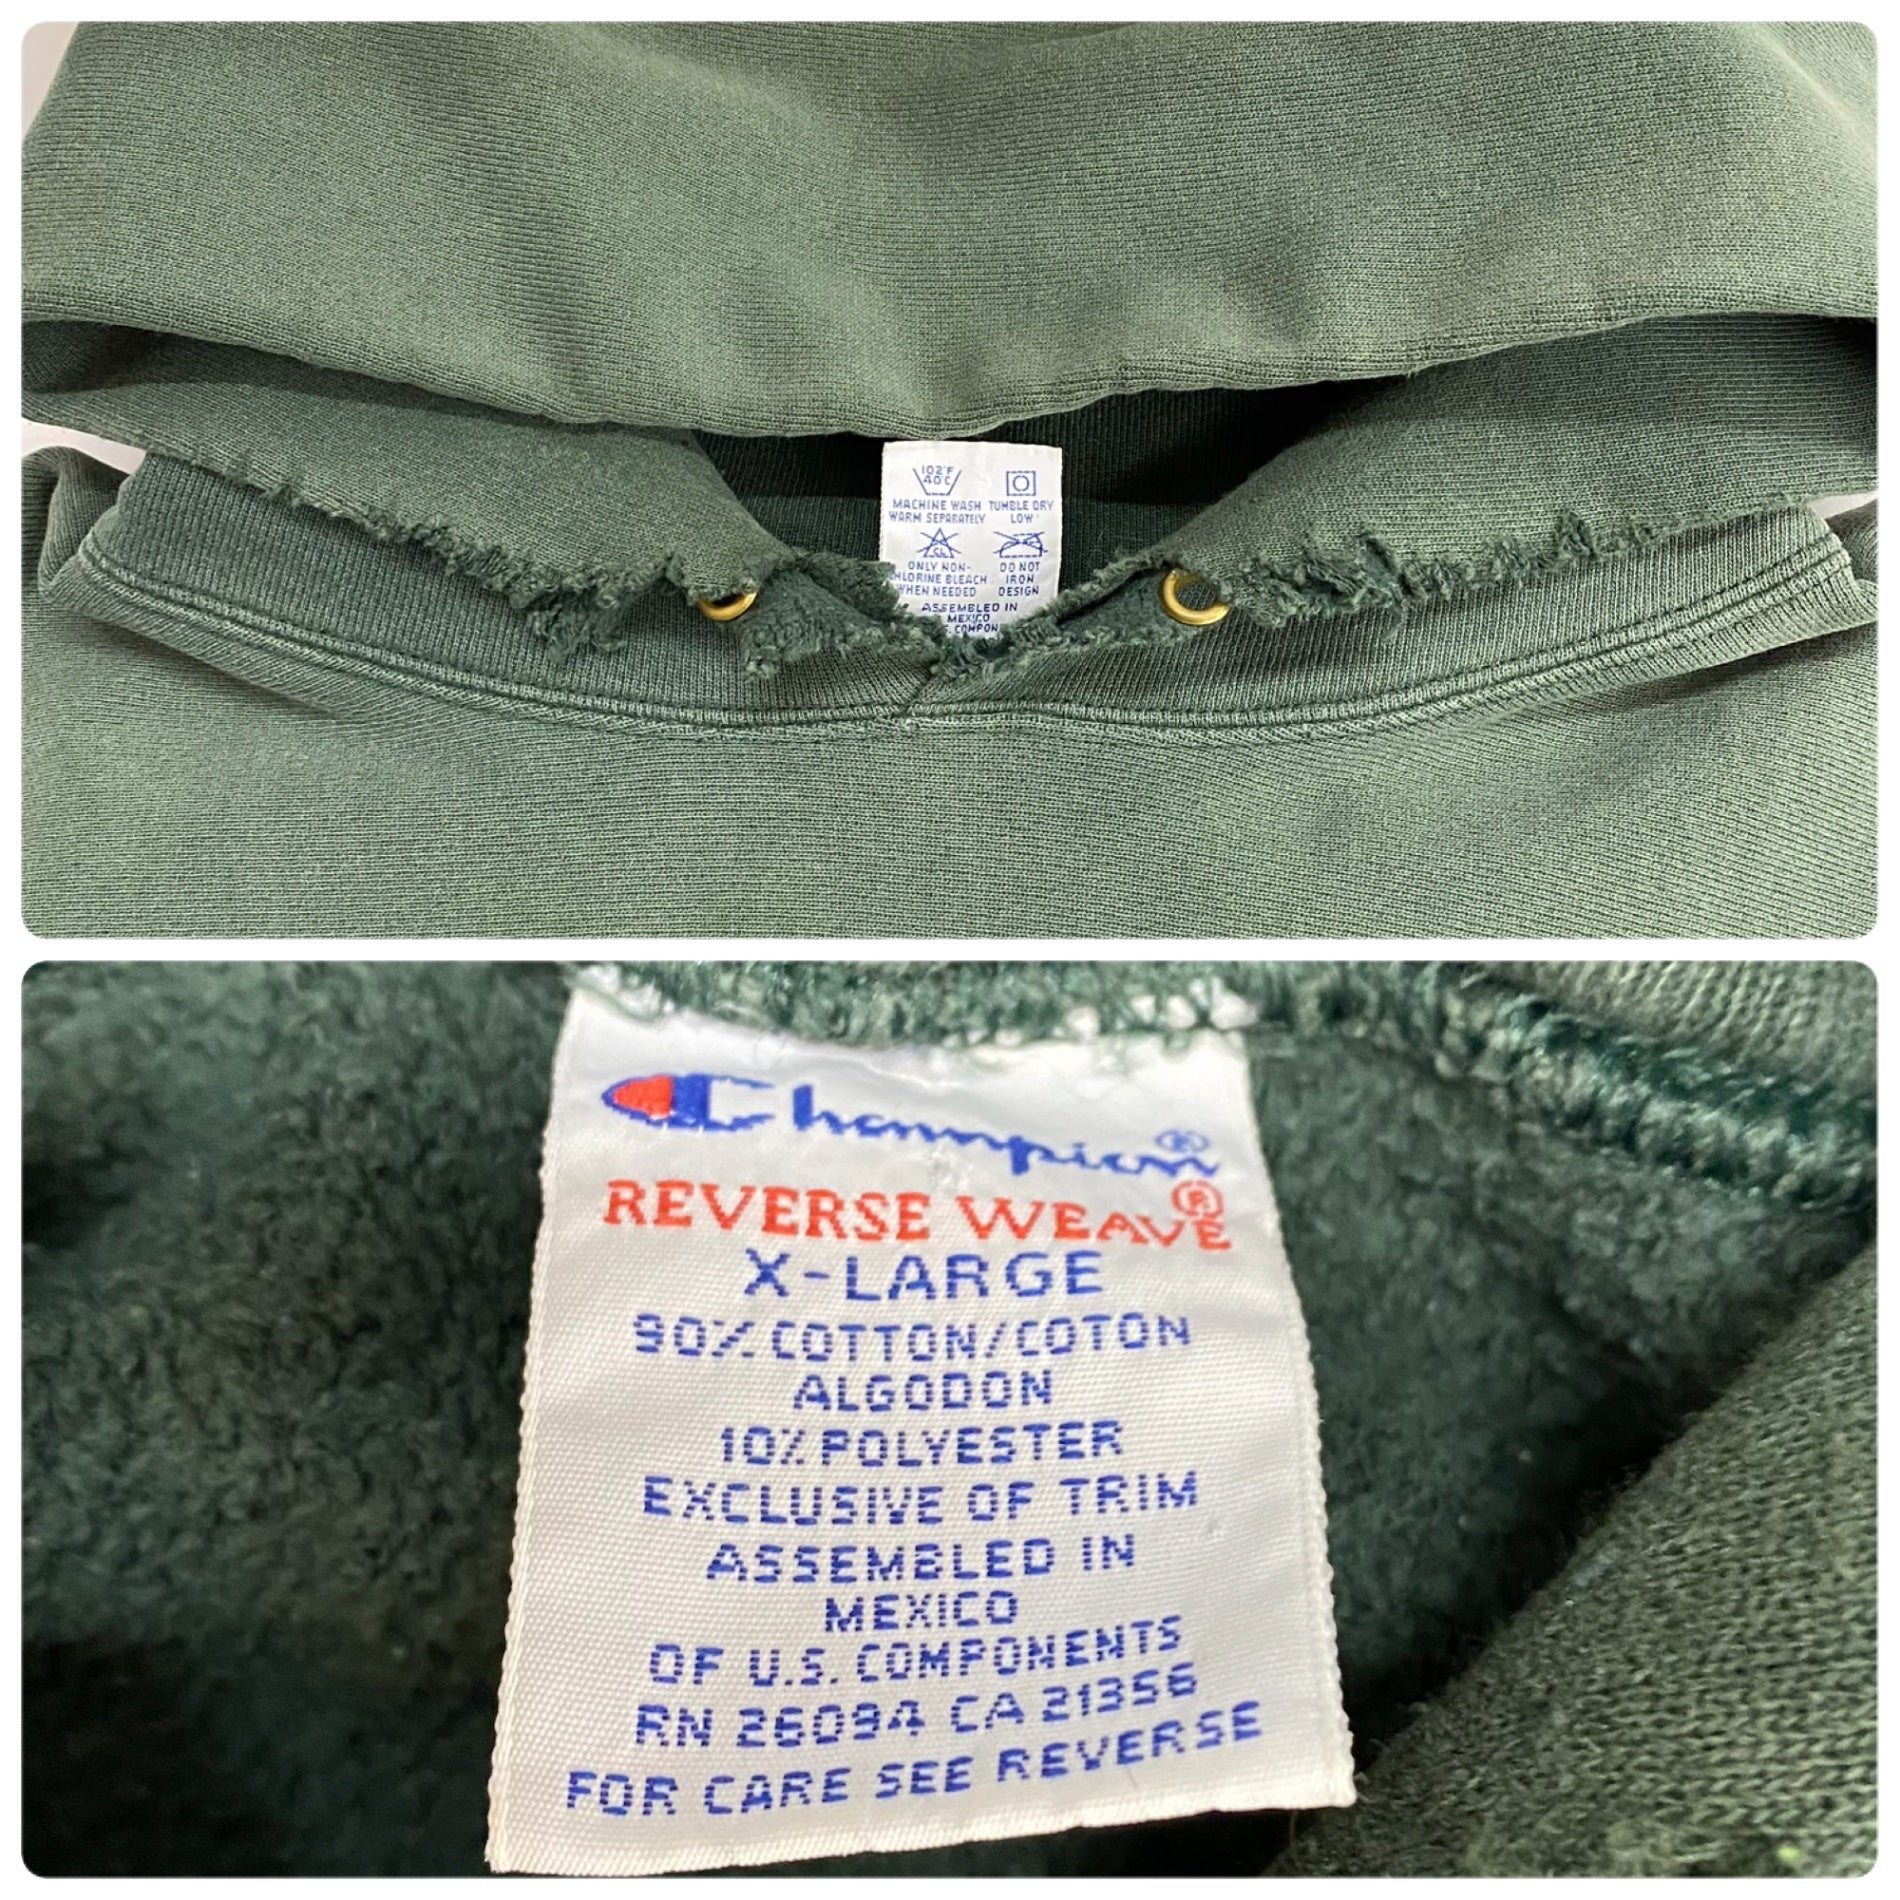 102°F
40°C
MACHINE WASH TUMBLE DRY
WARM SEPARATELY LOW
CL
ONLY NON- DO NOT
CHLORINE BLEACH IRON
WHEN NEEDED DESIGN
ASSEMBLED IN
MEXICO
Champion®
REVERSE WEAVE®
X-LARGE
90% COTTON/COTON
ALGODON
10% POLYESTER
EXCLUSIVE OF TRIM
ASSEMBLED IN
MEXICO
OF U.S. COMPONENTS
RN 26094 CA 21356
FOR CARE SEE REVERSE